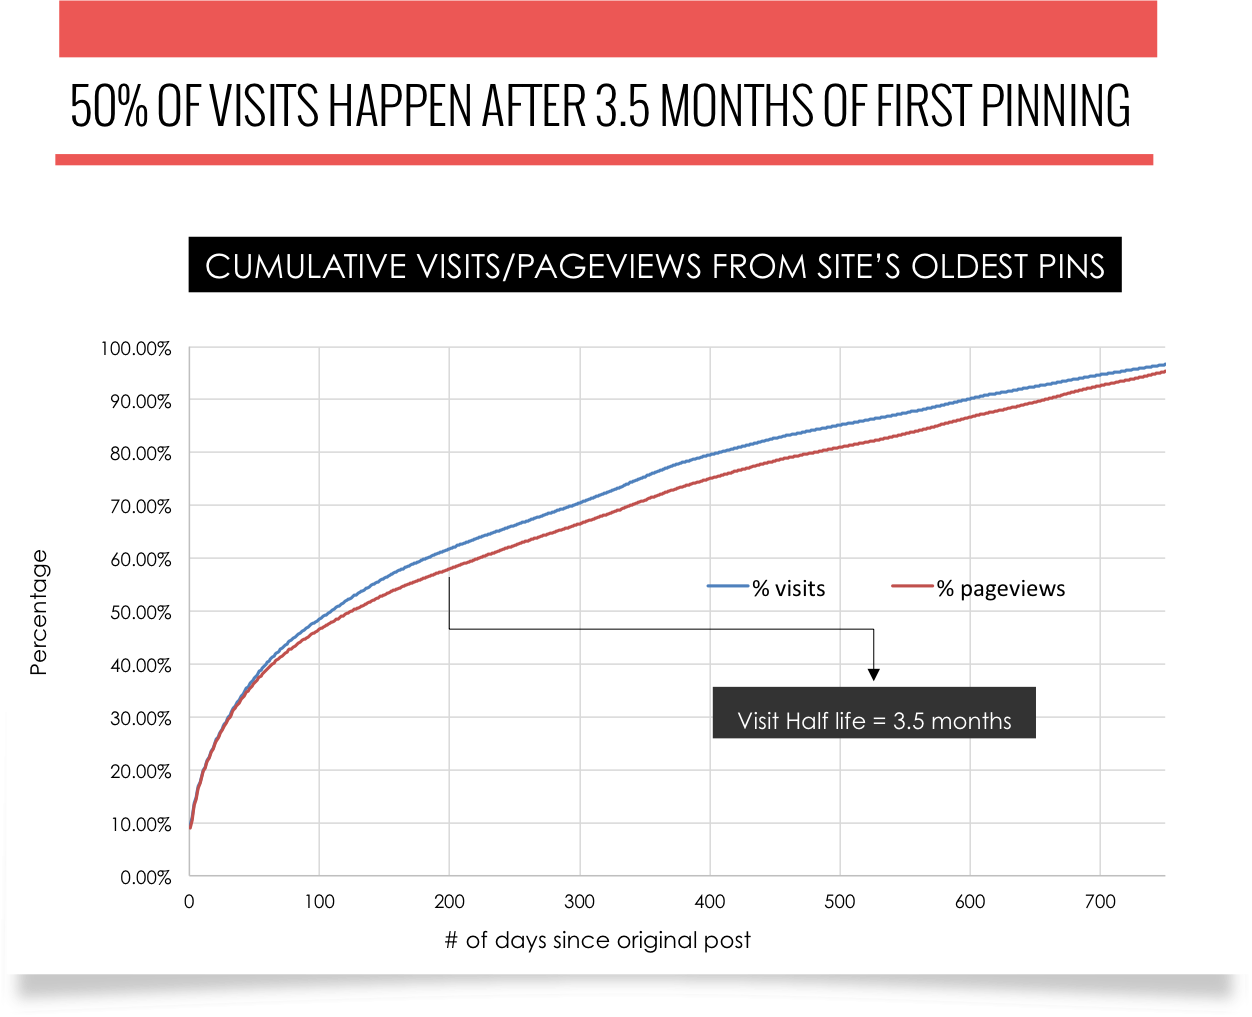 50% OF VISITS HAPPEN AFTER 3.5 MONTHS OF FIRST PINNING
CUMULATIVE VISITS/PAGEVIEWS FROM SITE'S OLDEST PINS
100.00%
90.00%
80.00%
70.00%
60.00%
50.00%
40.00%
30.00%
20.00%
10.00%
0.00%
Percentage
% visits % pageviews
Visit Half life = 3.5 months
0 100 200 300 400 500 600 700
# of days since original post